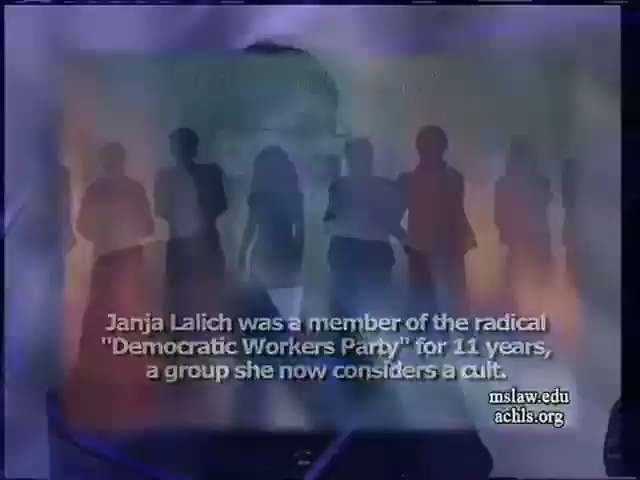 Janja Lalich was a member of the radical
"Democratic Workers Party" for 11 years,
a group she now considers a cult.
mslaw.edu
achls.org